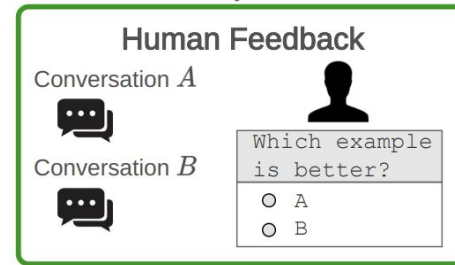 Human Feedback
Conversation A
Conversation B
Which example
is better?
A
B